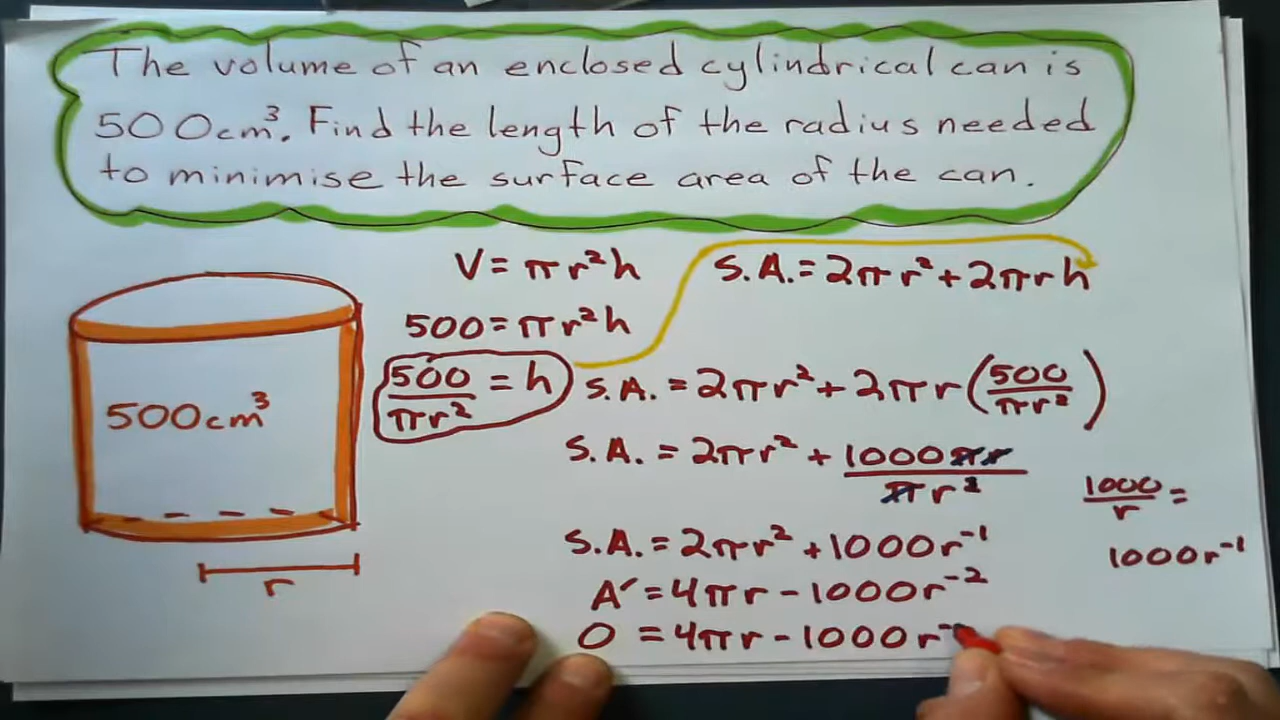 The volume of an enclosed cylindrical can is
500cm³. Find the length of the radius needed
to minimise the surface area of the can.
V = πr²h
S.A. = 2πr² + 2πrh
500 = πr²h
500/πr² = h
S.A. = 2πr² + 2πr(500/πr²)
500cm³
S.A. = 2πr² + 1000πr/πr²
1000/r =
1000r⁻¹
S.A. = 2πr² + 1000r⁻¹
A′ = 4πr - 1000r⁻²
r
0 = 4πr - 1000r⁻